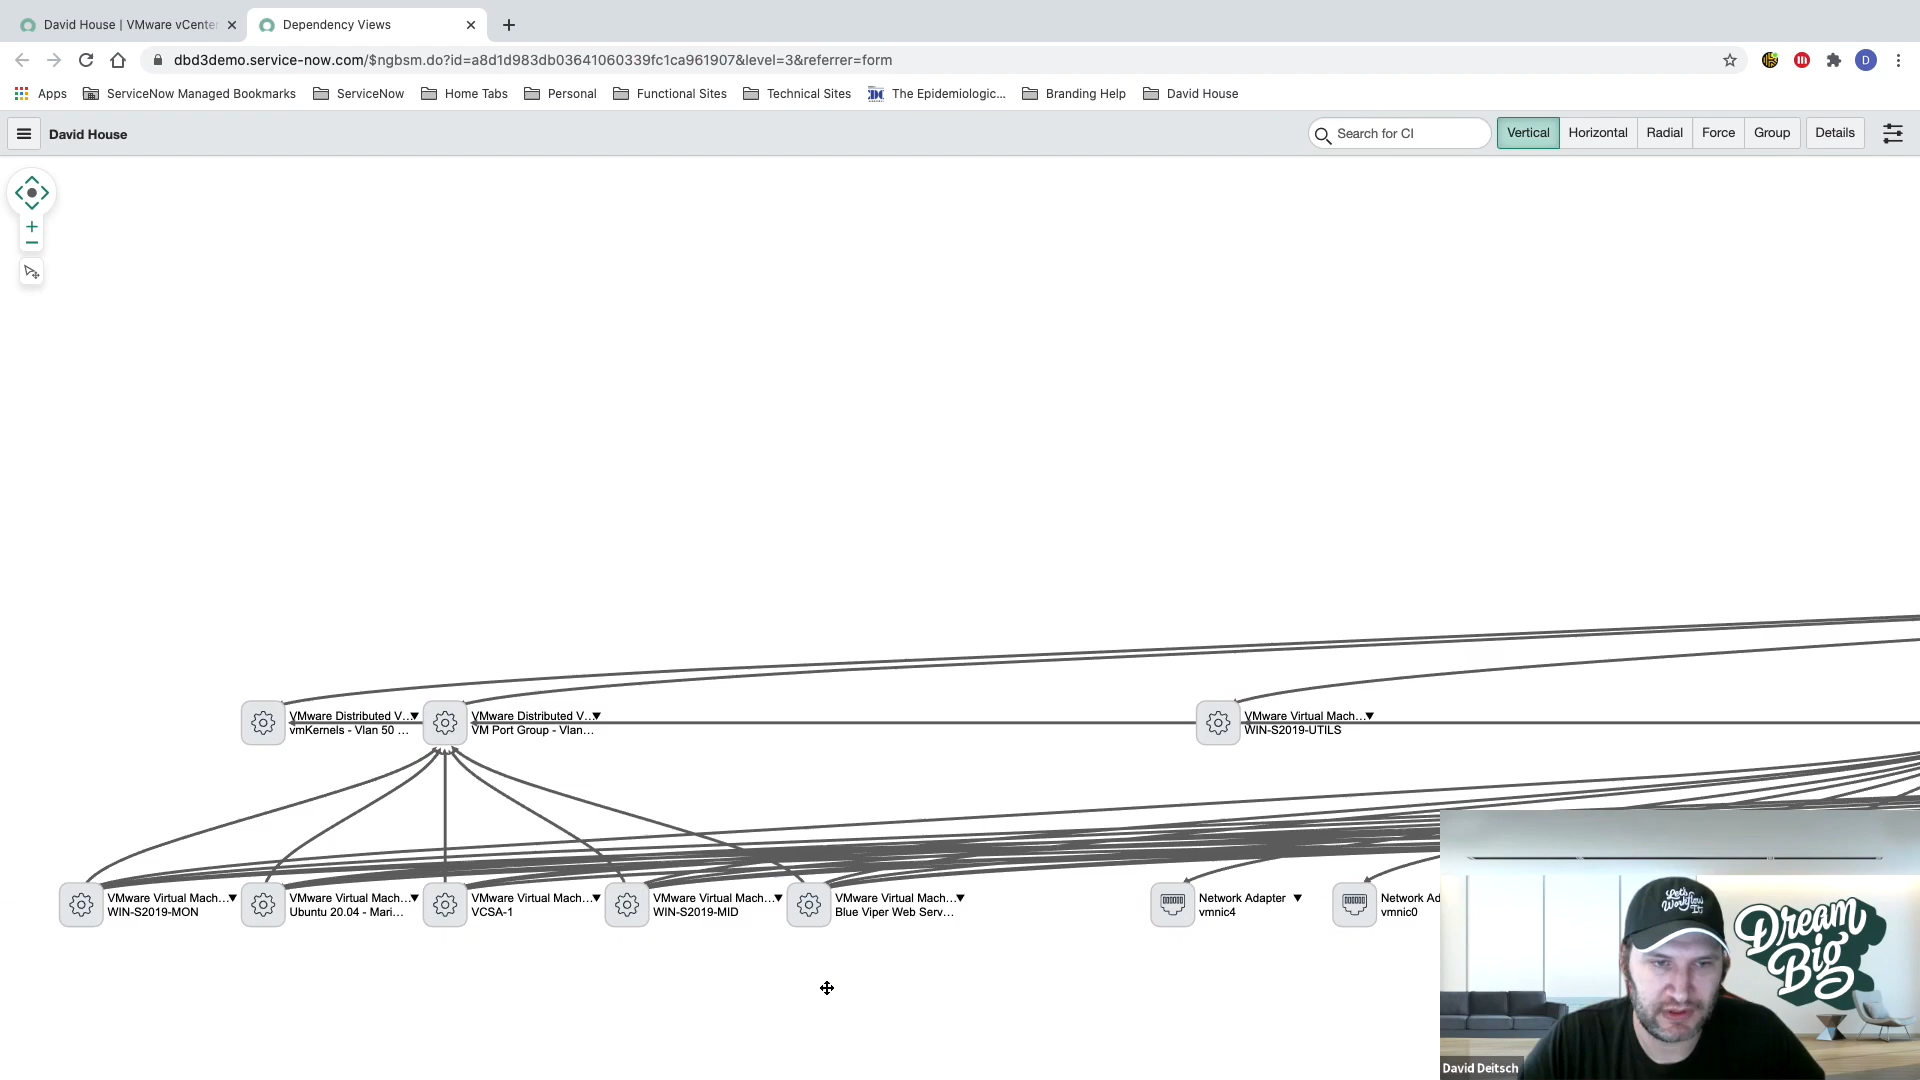 David House | VMware vCenter
Dependency Views
dbd3demo.service-now.com/$ngbsm.do?id=a8d1d983db03641060339fc1ca961907&level=3&referrer=form
D
Apps
ServiceNow Managed Bookmarks
ServiceNow
Home Tabs
Personal
Functional Sites
Technical Sites
The Epidemiologic...
Branding Help
David House
David House
Search for CI
Vertical
Horizontal
Radial
Force
Group
Details
VMware Distributed V...
vmKernels - Vlan 50 ...
VMware Distributed V...
VM Port Group - Vlan...
VMware Virtual Mach...
WIN-S2019-UTILS
VMware Virtual Mach...
WIN-S2019-MON
VMware Virtual Mach...
Ubuntu 20.04 - Mari...
VMware Virtual Mach...
VCSA-1
VMware Virtual Mach...
WIN-S2019-MID
VMware Virtual Mach...
Blue Viper Web Serv...
Network Adapter
vmnic4
Network Ad
vmnic0
Let's
Workflow
It
Dream
Big
David Deitsch